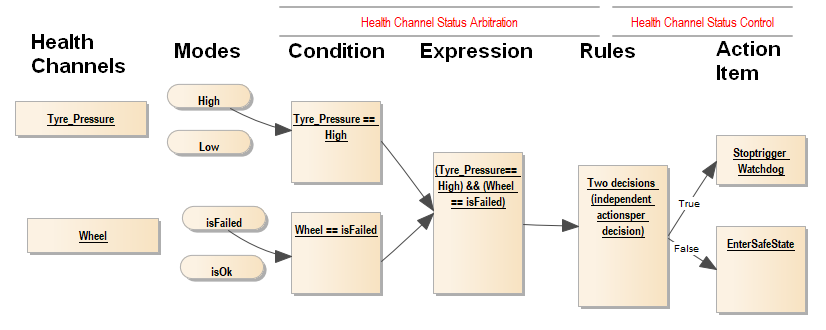 Health Channel Status Arbitration
Health Channel Status Control
Health
Channels
Modes
Condition
Expression
Rules
Action
Item
Tyre_Pressure
High
Low
Tyre_Pressure ==
High
(Tyre_Pressure==
High) && (Wheel
== isFailed)
Two decisions
(independent
actionsper
decision)
Stoptrigger
Watchdog
True
Wheel
isFailed
isOk
Wheel == isFailed
False
EnterSafeState